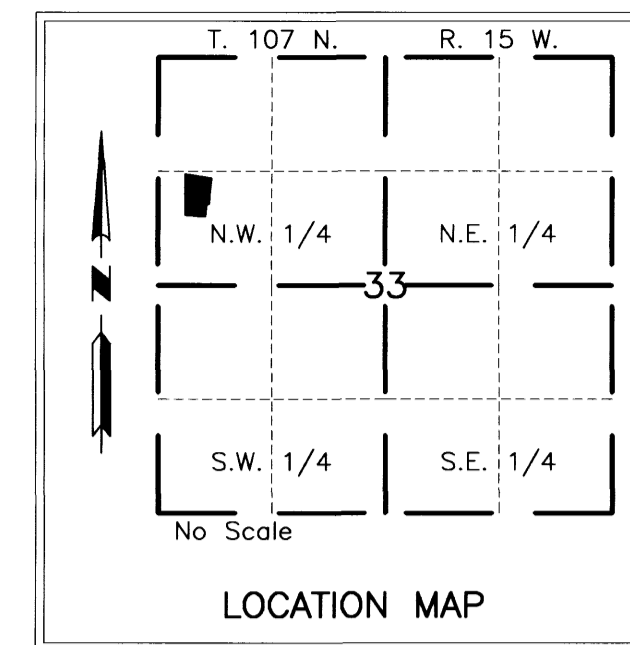 T. 107 N. R. 15 W.
N.W. 1/4 N.E. 1/4
N
33
S.W. 1/4 S.E. 1/4
No Scale
LOCATION MAP